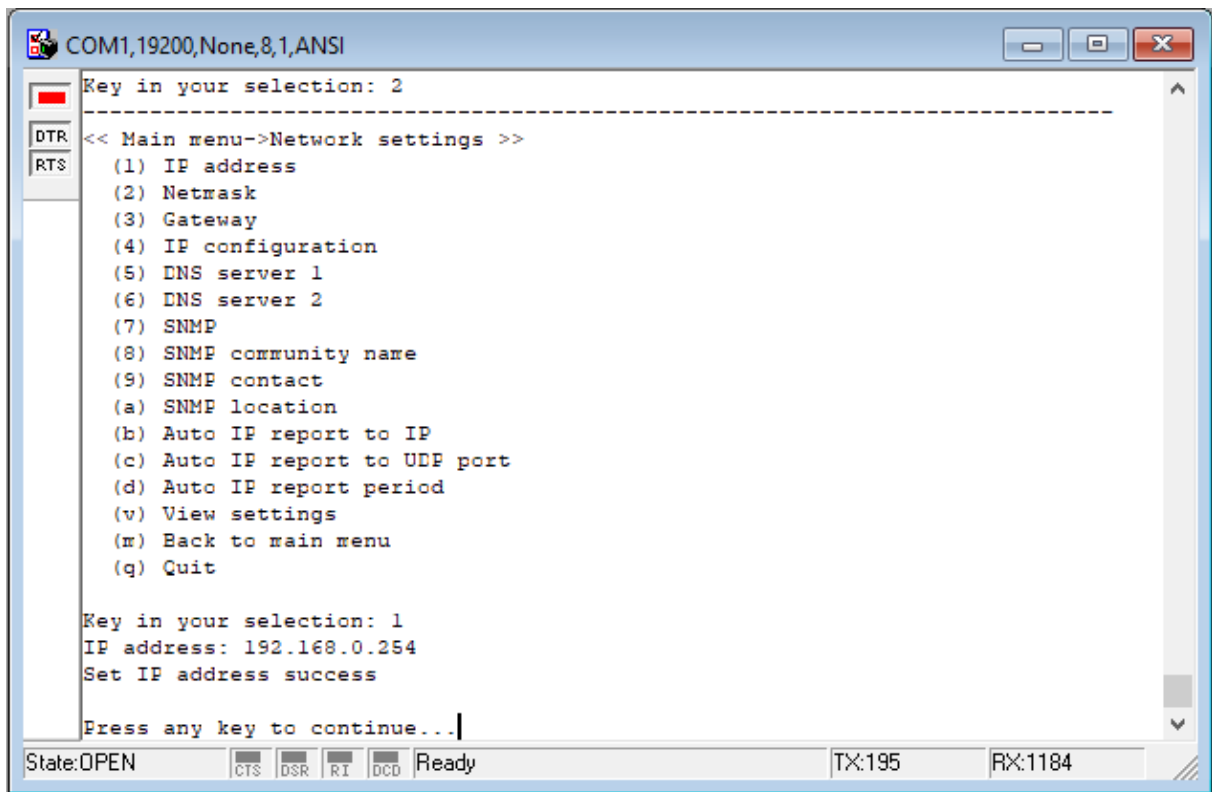 COM1,19200,None,8,1,ANSI
Key in your selection: 2
----------------------------------------------------------------------------
<< Main menu->Network settings >>
(1) IP address
(2) Netmask
(3) Gateway
(4) IP configuration
(5) DNS server 1
(6) DNS server 2
(7) SNMP
(8) SNMP community name
(9) SNMP contact
(a) SNMP location
(b) Auto IP report to IP
(c) Auto IP report to UDP port
(d) Auto IP report period
(v) View settings
(m) Back to main menu
(q) Quit
Key in your selection: 1
IP address: 192.168.0.254
Set IP address success
Press any key to continue...
DTR
RTS
State:OPEN CTS DSR RI DCD Ready TX:195 RX:1184